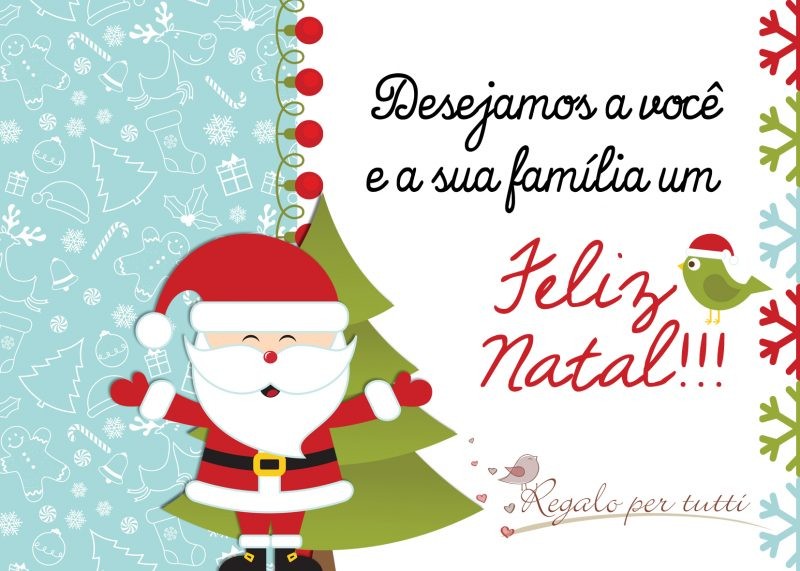 Desejamos a você
e a sua família um
Feliz
Natal!!!
Regalo per tutti